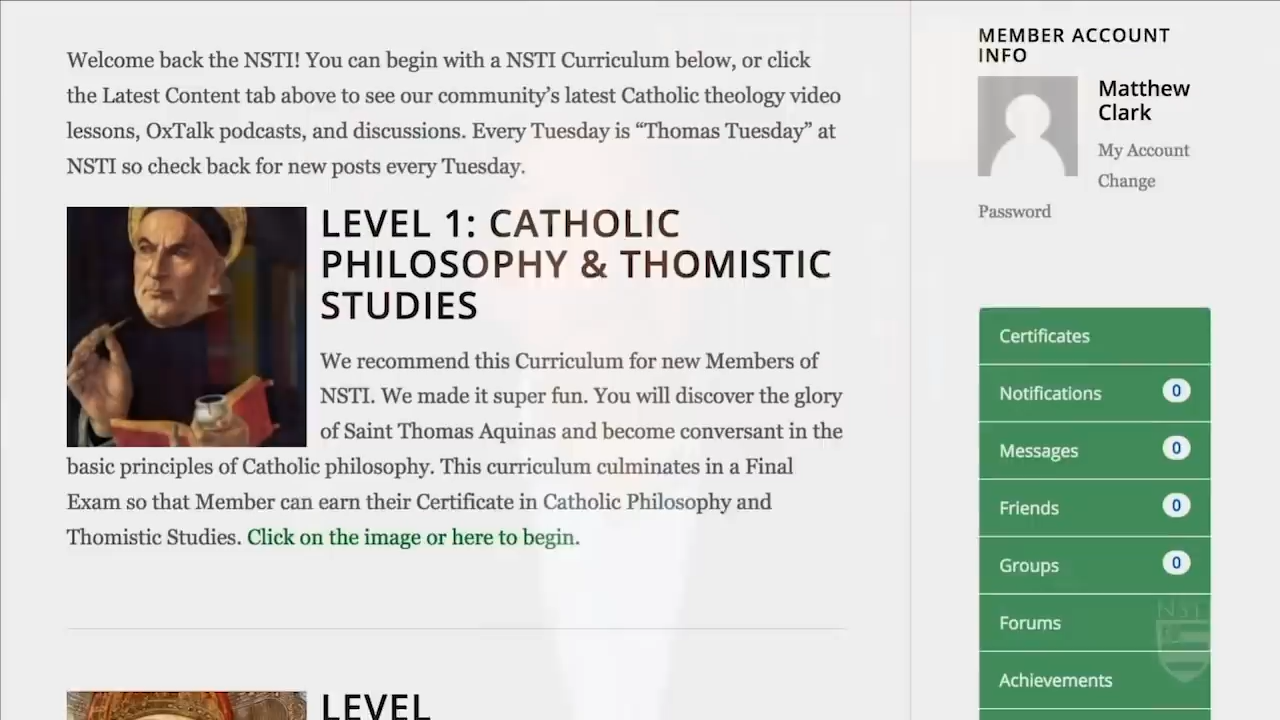 Welcome back the NSTI! You can begin with a NSTI Curriculum below, or click
the Latest Content tab above to see our community’s latest Catholic theology video
lessons, OxTalk podcasts, and discussions. Every Tuesday is “Thomas Tuesday” at
NSTI so check back for new posts every Tuesday.
LEVEL 1: CATHOLIC
PHILOSOPHY & THOMISTIC
STUDIES
We recommend this Curriculum for new Members of
NSTI. We made it super fun. You will discover the glory
of Saint Thomas Aquinas and become conversant in the
basic principles of Catholic philosophy. This curriculum culminates in a Final
Exam so that Member can earn their Certificate in Catholic Philosophy and
Thomistic Studies. Click on the image or here to begin.
LEVEL
MEMBER ACCOUNT
INFO
Matthew
Clark
My Account
Change
Password
Certificates
Notifications 0
Messages 0
Friends 0
Groups 0
Forums
Achievements
NSTI